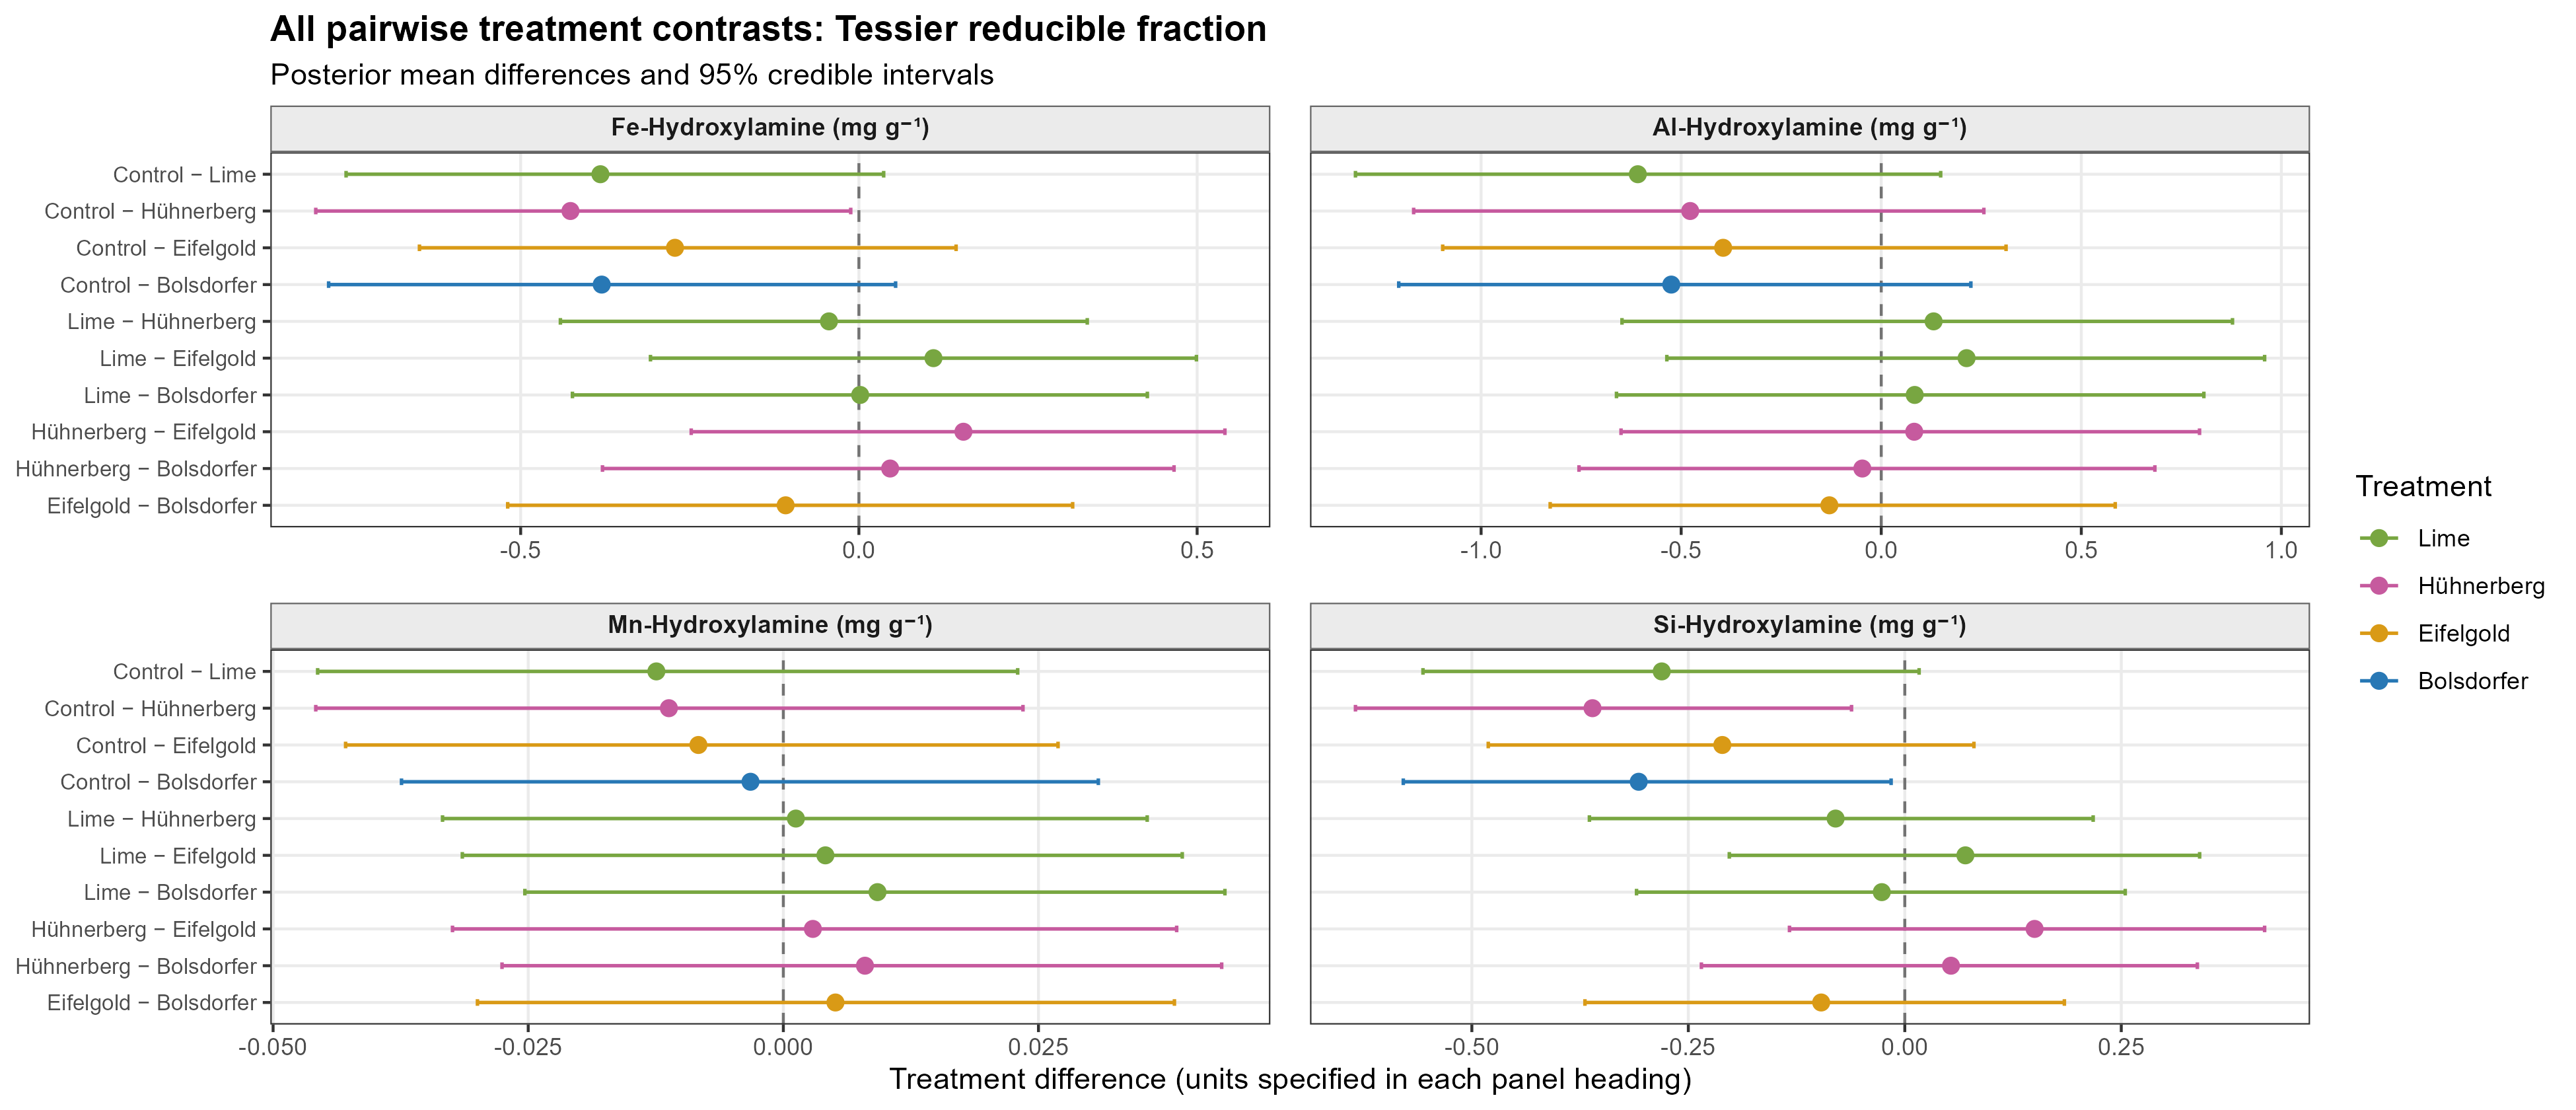 All pairwise treatment contrasts: Tessier reducible fraction
Posterior mean differences and 95% credible intervals
Fe-Hydroxylamine (mg g⁻¹)
Al-Hydroxylamine (mg g⁻¹)
Control − Lime
Control − Hühnerberg
Control − Eifelgold
Control − Bolsdorfer
Lime − Hühnerberg
Lime − Eifelgold
Lime − Bolsdorfer
Hühnerberg − Eifelgold
Hühnerberg − Bolsdorfer
Eifelgold − Bolsdorfer
-0.5 0.0 0.5
-1.0 -0.5 0.0 0.5 1.0
Mn-Hydroxylamine (mg g⁻¹)
Si-Hydroxylamine (mg g⁻¹)
Control − Lime
Control − Hühnerberg
Control − Eifelgold
Control − Bolsdorfer
Lime − Hühnerberg
Lime − Eifelgold
Lime − Bolsdorfer
Hühnerberg − Eifelgold
Hühnerberg − Bolsdorfer
Eifelgold − Bolsdorfer
-0.050 -0.025 0.000 0.025
-0.50 -0.25 0.00 0.25
Treatment difference (units specified in each panel heading)
Treatment
Lime
Hühnerberg
Eifelgold
Bolsdorfer